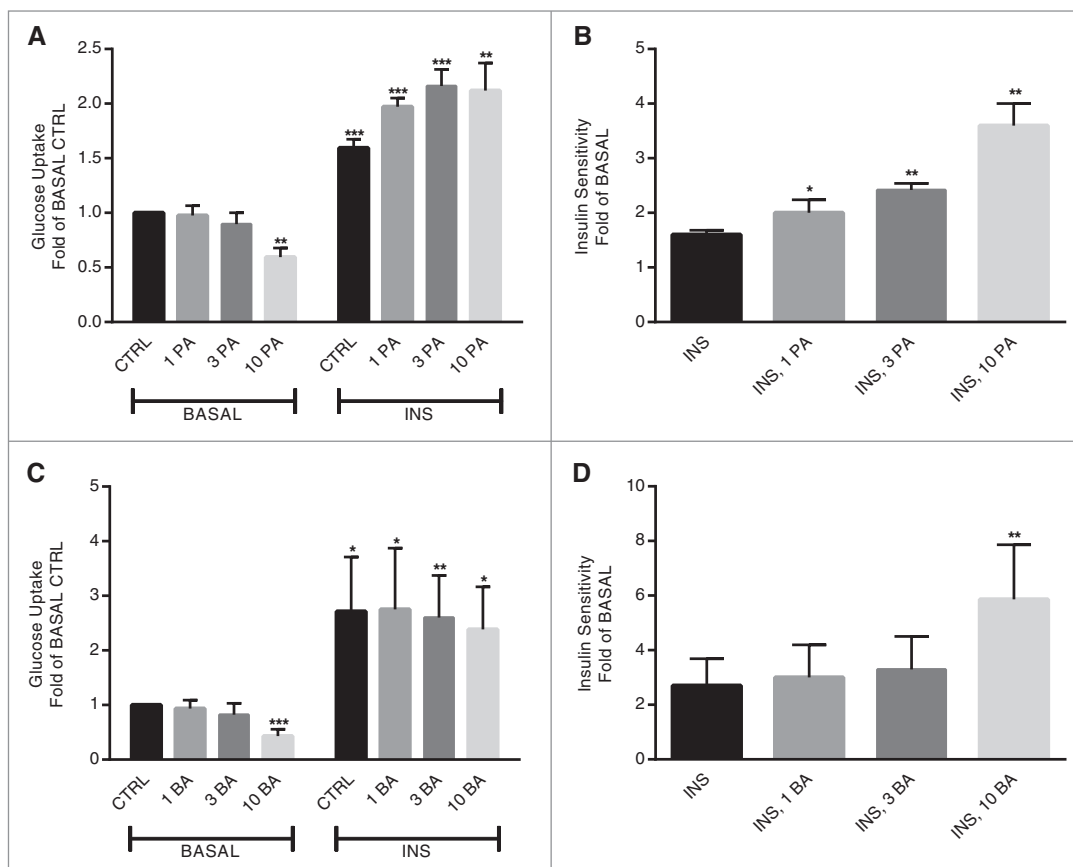 A
Glucose Uptake
Fold of BASAL CTRL
2.5
2.0
1.5
1.0
0.5
0.0
**
***
***
***
***
**
CTRL
1 PA
3 PA
10 PA
CTRL
1 PA
3 PA
10 PA
BASAL
INS
B
Insulin Sensitivity
Fold of BASAL
5
4
3
2
1
0
*
**
**
INS
INS, 1 PA
INS, 3 PA
INS, 10 PA
C
Glucose Uptake
Fold of BASAL CTRL
5
4
3
2
1
0
***
*
*
**
*
CTRL
1 BA
3 BA
10 BA
CTRL
1 BA
3 BA
10 BA
BASAL
INS
D
Insulin Sensitivity
Fold of BASAL
10
8
6
4
2
0
**
INS
INS, 1 BA
INS, 3 BA
INS, 10 BA